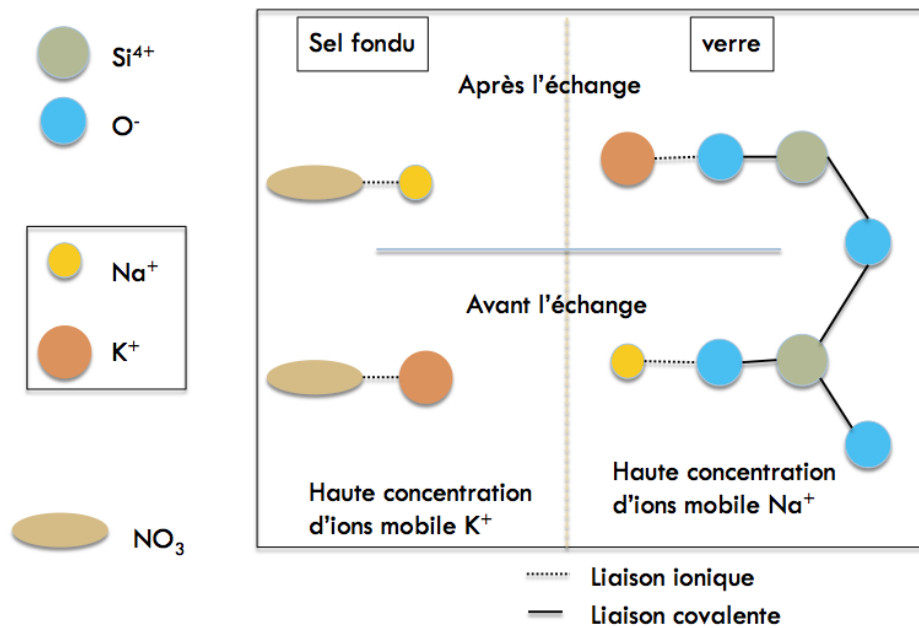 Si⁴⁺
O⁻
Na⁺
K⁺
NO₃
Sel fondu
verre
Après l'échange
Avant l'échange
Haute concentration
d'ions mobile K⁺
Haute concentration
d'ions mobile Na⁺
Liaison ionique
Liaison covalente